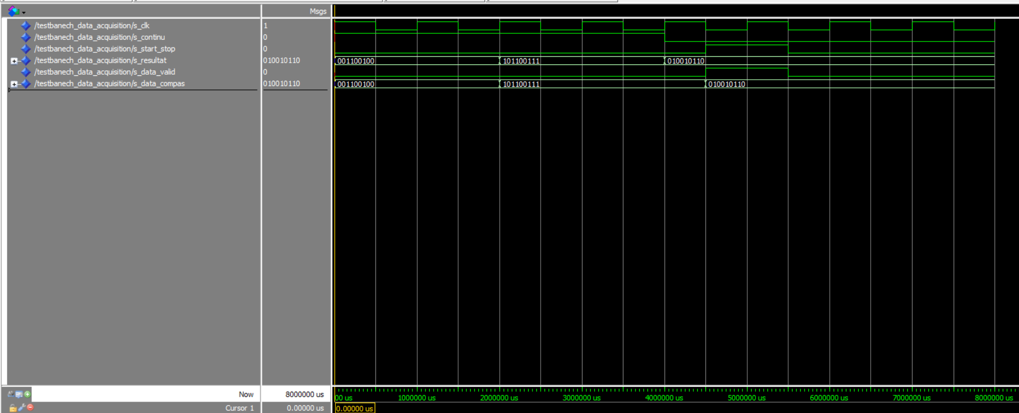 Msgs
/testbanech_data_acquisition/s_clk 1
/testbanech_data_acquisition/s_continu 0
/testbanech_data_acquisition/s_start_stop 0
/testbanech_data_acquisition/s_resultat 010010110 001100100 101100111 010010110
/testbanech_data_acquisition/s_data_valid 0
/testbanech_data_acquisition/s_data_compas 010010110 001100100 101100111 010010110
Now 8000000 us 00 us 1000000 us 2000000 us 3000000 us 4000000 us 5000000 us 6000000 us 7000000 us 8000000 us
Cursor 1 0.00000 us 0.00000 us